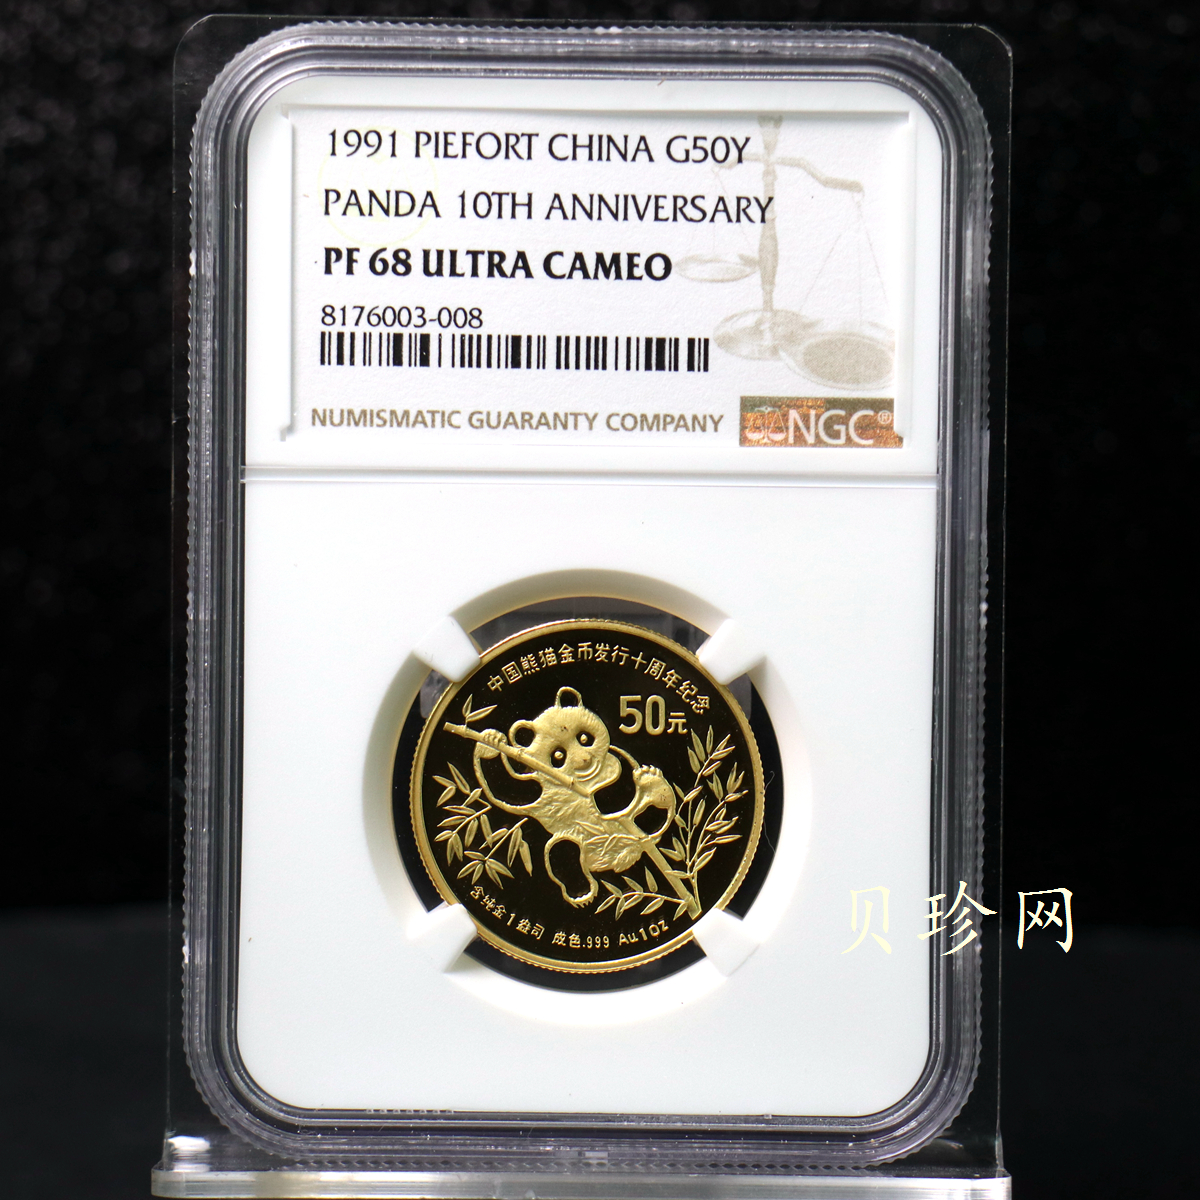 1991 PIEFORT CHINA G50Y
PANDA 10TH ANNIVERSARY
PF 68 ULTRA CAMEO
8176003-008
NUMISMATIC GUARANTY COMPANY
NGC®
中国熊猫金币发行十周年纪念
50元
含纯金1盎司 成色.999 Au1oz
贝珍网